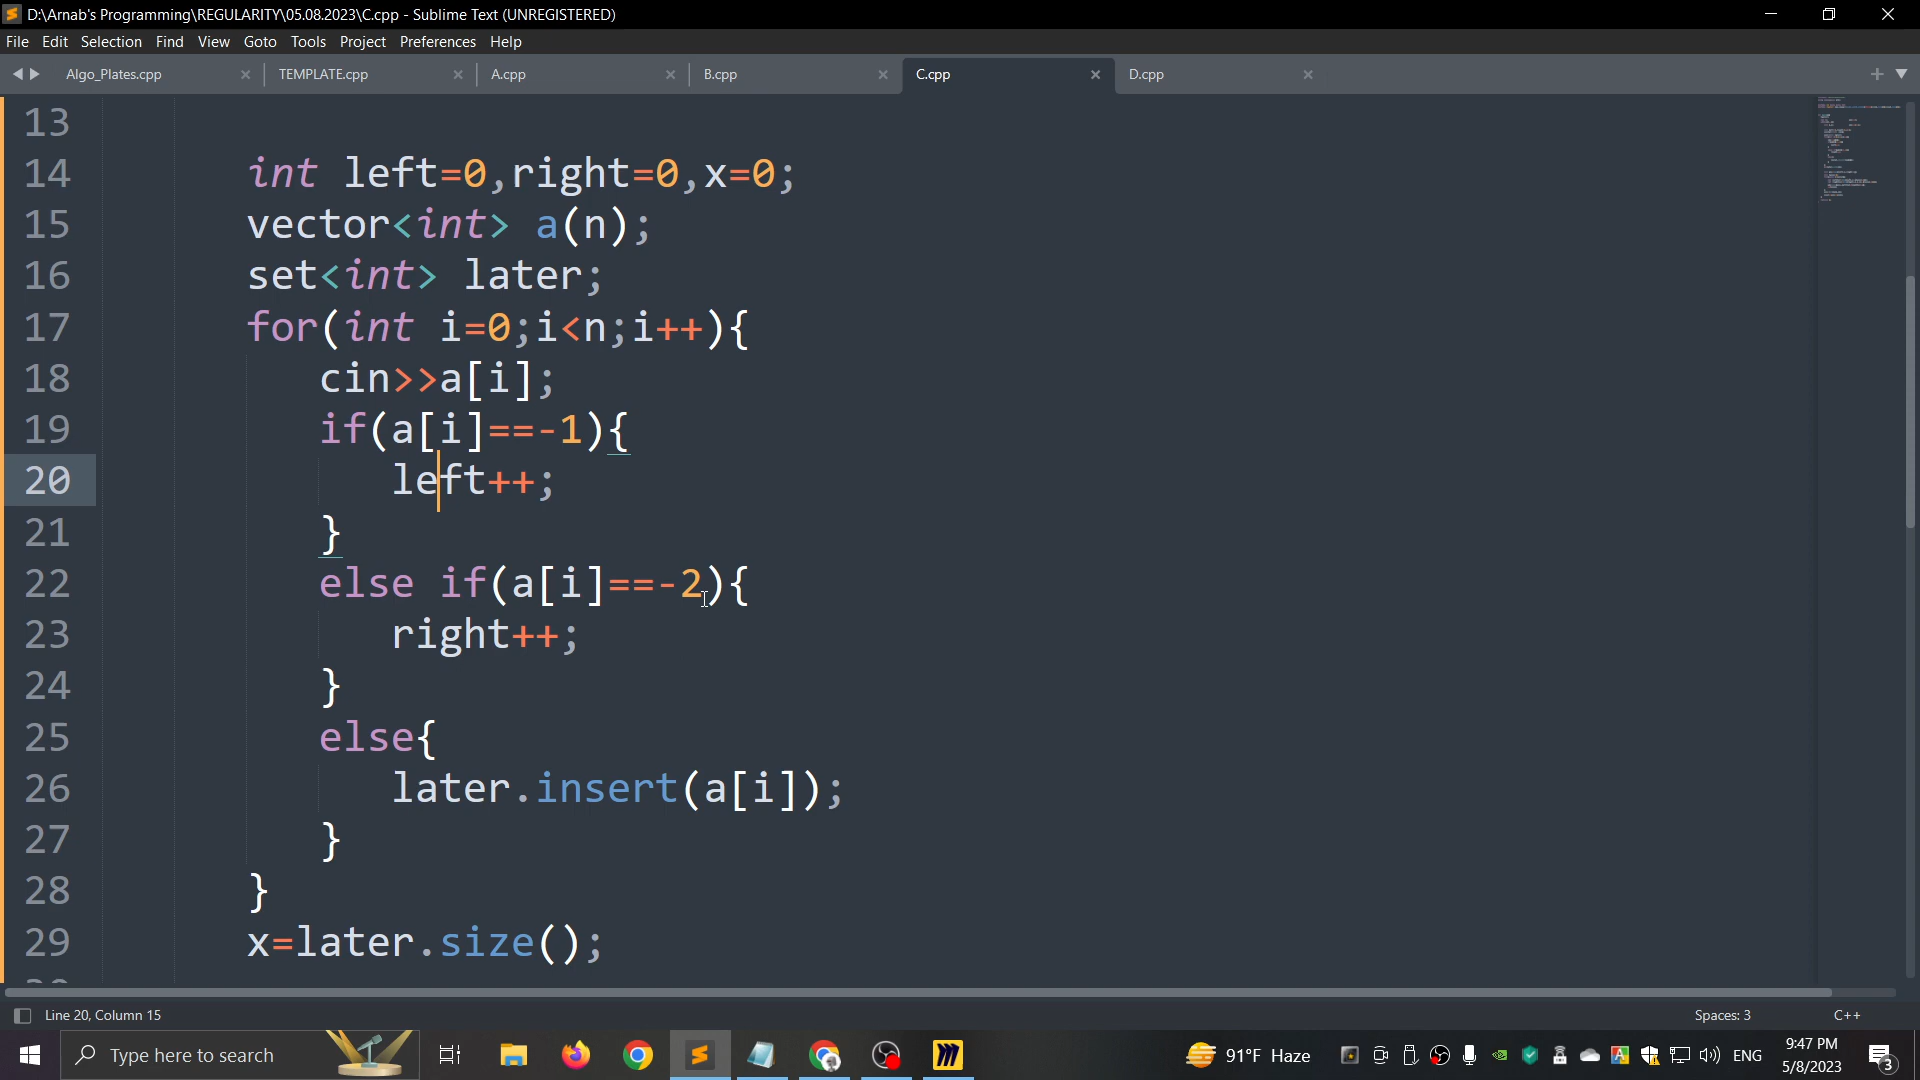 D:\Arnab's Programming\REGULARITY\05.08.2023\C.cpp - Sublime Text (UNREGISTERED)
File Edit Selection Find View Goto Tools Project Preferences Help
Algo_Plates.cpp TEMPLATE.cpp A.cpp B.cpp C.cpp D.cpp
13
14 int left=0,right=0,x=0;
15 vector<int> a(n);
16 set<int> later;
17 for(int i=0;i<n;i++){
18 cin>>a[i];
19 if(a[i]==-1){
20 left++;
21 }
22 else if(a[i]==-2){
23 right++;
24 }
25 else{
26 later.insert(a[i]);
27 }
28 }
29 x=later.size();
Line 20, Column 15 Spaces: 3 C++
Type here to search 91°F Haze ENG 9:47 PM
5/8/2023 3